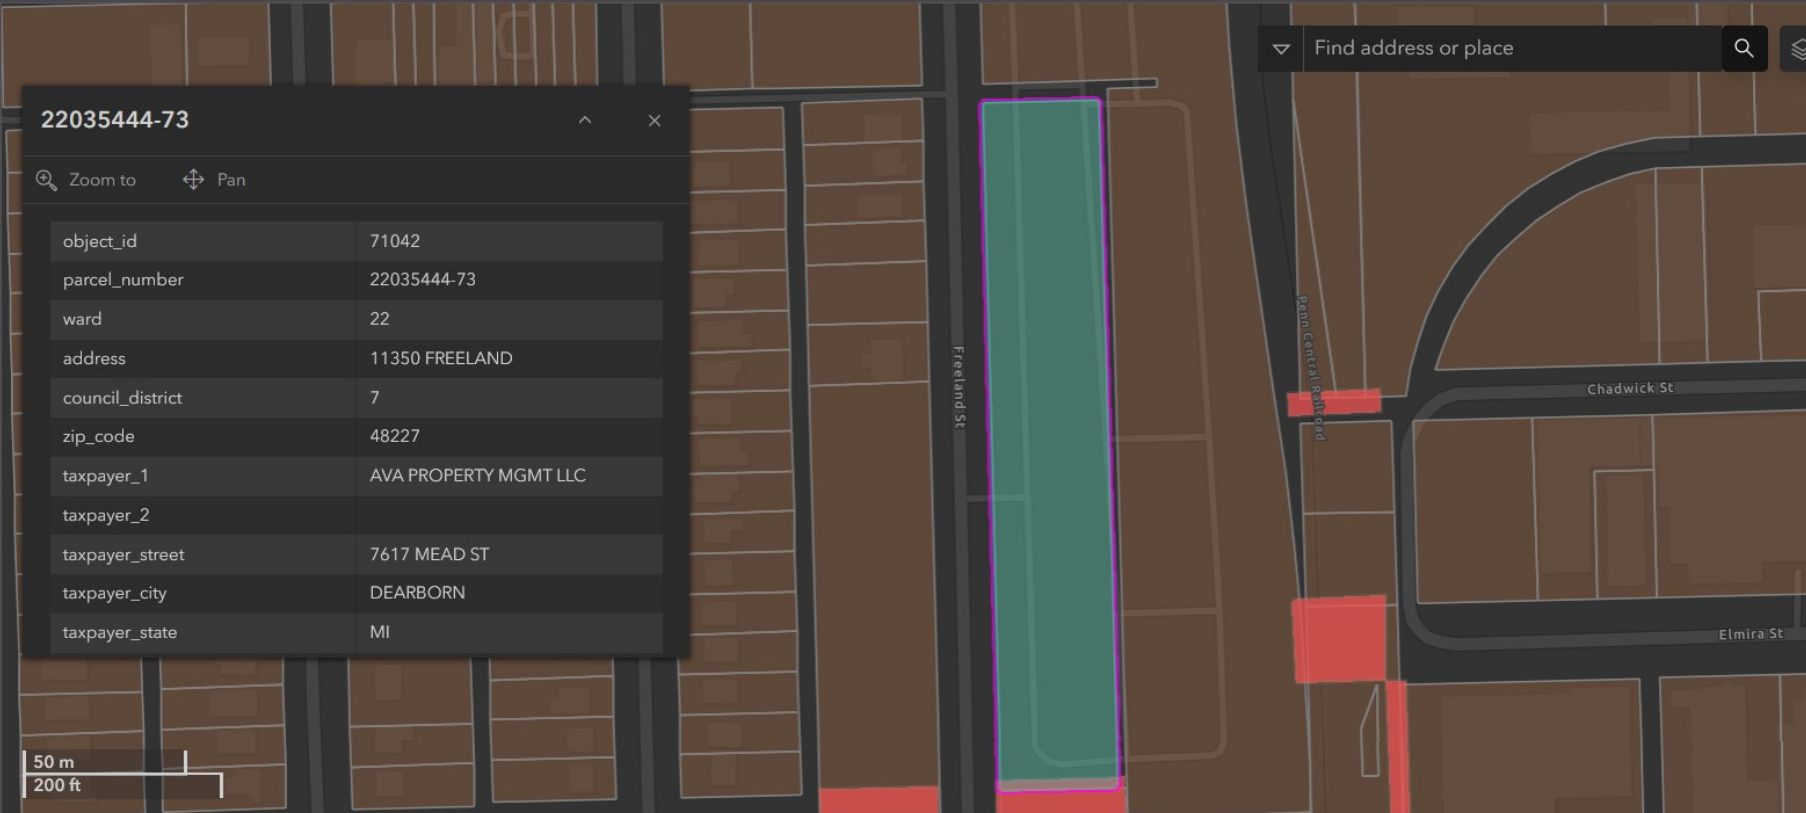 Find address or place
22035444-73
Zoom to
Pan
object_id 71042
parcel_number 22035444-73
ward 22
address 11350 FREELAND
council_district 7
zip_code 48227
taxpayer_1 AVA PROPERTY MGMT LLC
taxpayer_2
taxpayer_street 7617 MEAD ST
taxpayer_city DEARBORN
taxpayer_state MI
Freeland St
Penn Central Railroad
Chadwick St
Elmira St
50 m
200 ft